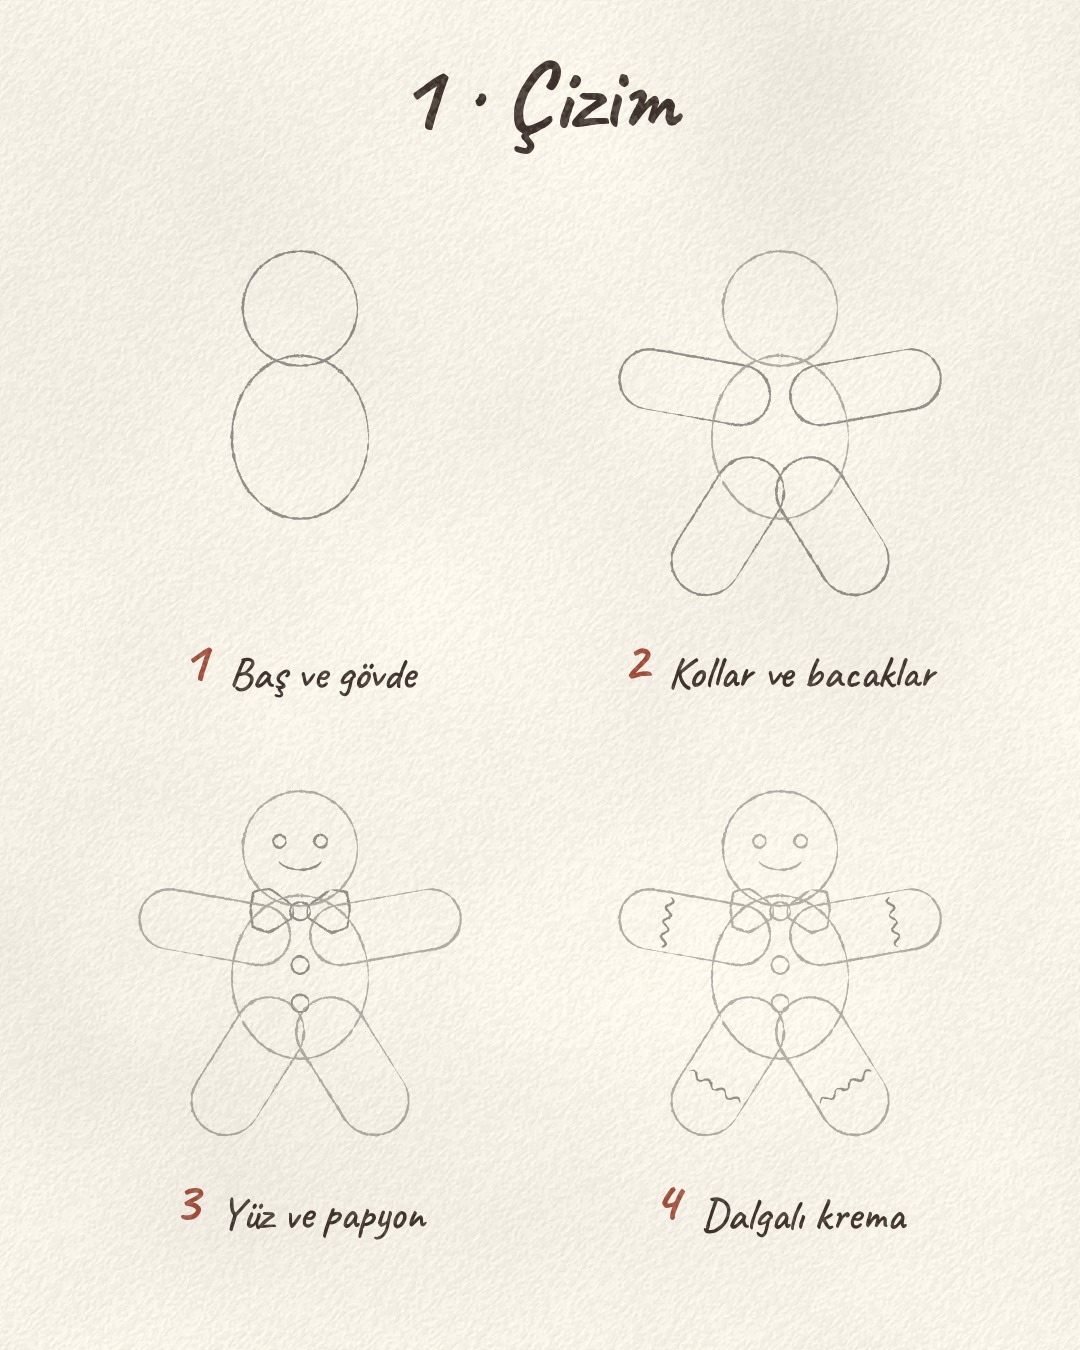 1 · Çizim
1 Baş ve gövde
2 Kollar ve bacaklar
3 Yüz ve papyon
4 Dalgalı krema